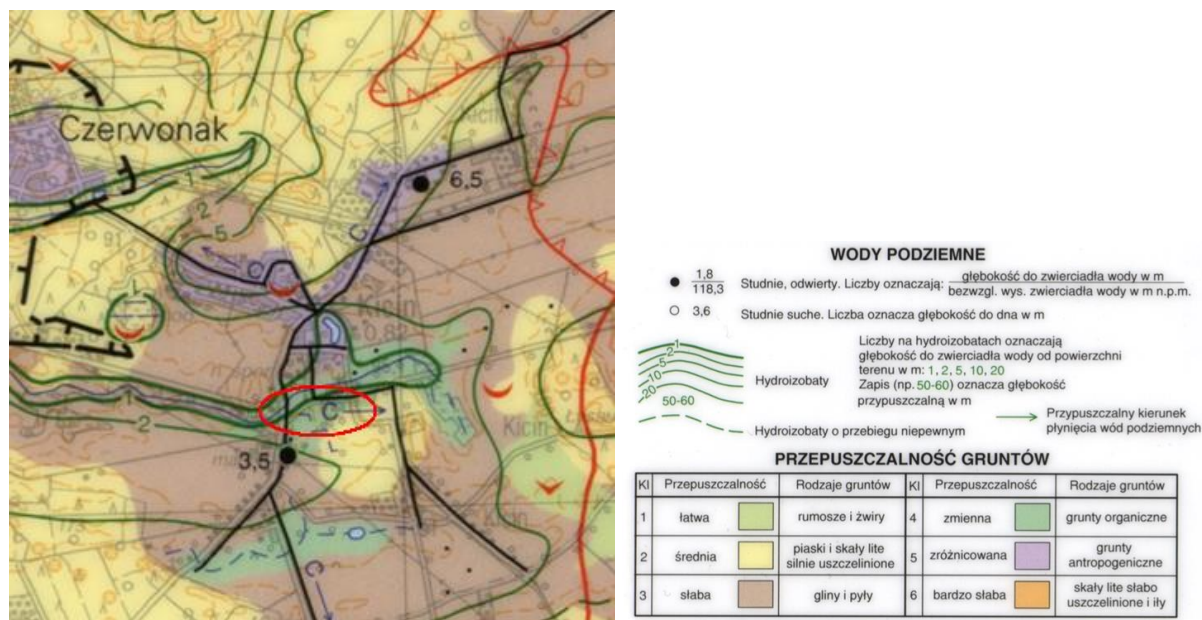 Czerwonak
Kicin
1
6,5
2
5
91
C
C
Kicin
0,82
1
C
2
Kicin
3,5
L
Kicin
C
WODY PODZIEMNE
1,8
118,3
Studnie, odwierty. Liczby oznaczają:
głębokość do zwierciadła wody w m
bezwzgl. wys. zwierciadła wody w m n.p.m.
3,6
Studnie suche. Liczba oznacza głębokość do dna w m
1
2
5
10
20
50-60
Hydroizobaty
Liczby na hydroizobatach oznaczają
głębokość do zwierciadła wody od powierzchni
terenu w m: 1, 2, 5, 10, 20
Zapis (np. 50-60) oznacza głębokość
przypuszczalną w m
Hydroizobaty o przebiegu niepewnym
Przypuszczalny kierunek
płynięcia wód podziemnych
PRZEPUSZCZALNOŚĆ GRUNTÓW
Kl Przepuszczalność Rodzaje gruntów Kl Przepuszczalność Rodzaje gruntów
1 łatwa rumosze i żwiry 4 zmienna grunty organiczne
2 średnia piaski i skały lite silnie uszczelinione 5 zróżnicowana grunty antropogeniczne
3 słaba gliny i pyły 6 bardzo słaba skały lite słabo uszczelinione i iły